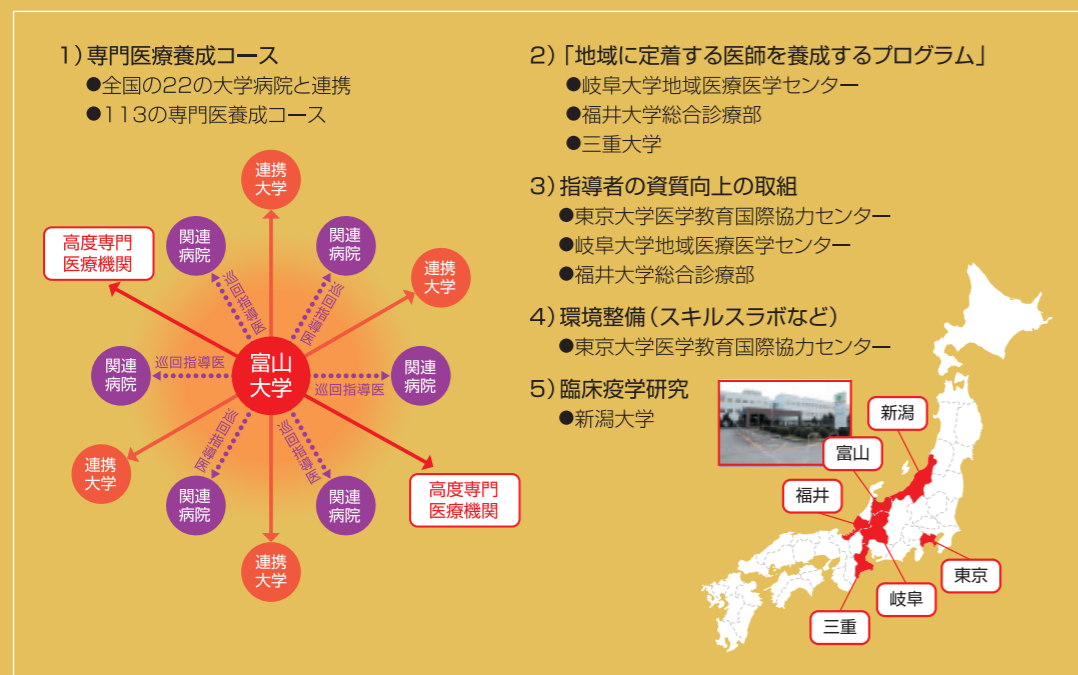 1）専門医療養成コース
●全国の22の大学病院と連携
●113の専門医養成コース
連携
大学
関連
病院
関連
病院
高度専門
医療機関
連携
大学
巡回指導医
巡回指導医
関連
病院
巡回指導医
富山
大学
巡回指導医
関連
病院
巡回指導医
巡回指導医
連携
大学
関連
病院
関連
病院
高度専門
医療機関
連携
大学
2）「地域に定着する医師を養成するプログラム」
●岐阜大学地域医療医学センター
●福井大学総合診療部
●三重大学
3）指導者の資質向上の取組
●東京大学医学教育国際協力センター
●岐阜大学地域医療医学センター
●福井大学総合診療部
4）環境整備（スキルスラボなど）
●東京大学医学教育国際協力センター
5）臨床疫学研究
●新潟大学
新潟
富山
福井
東京
岐阜
三重